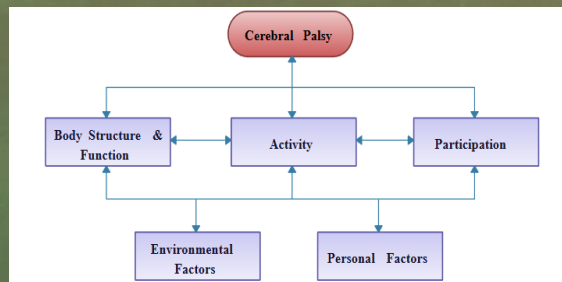 Cerebral Palsy
Body Structure &
Function
Activity
Participation
Environmental
Factors
Personal Factors